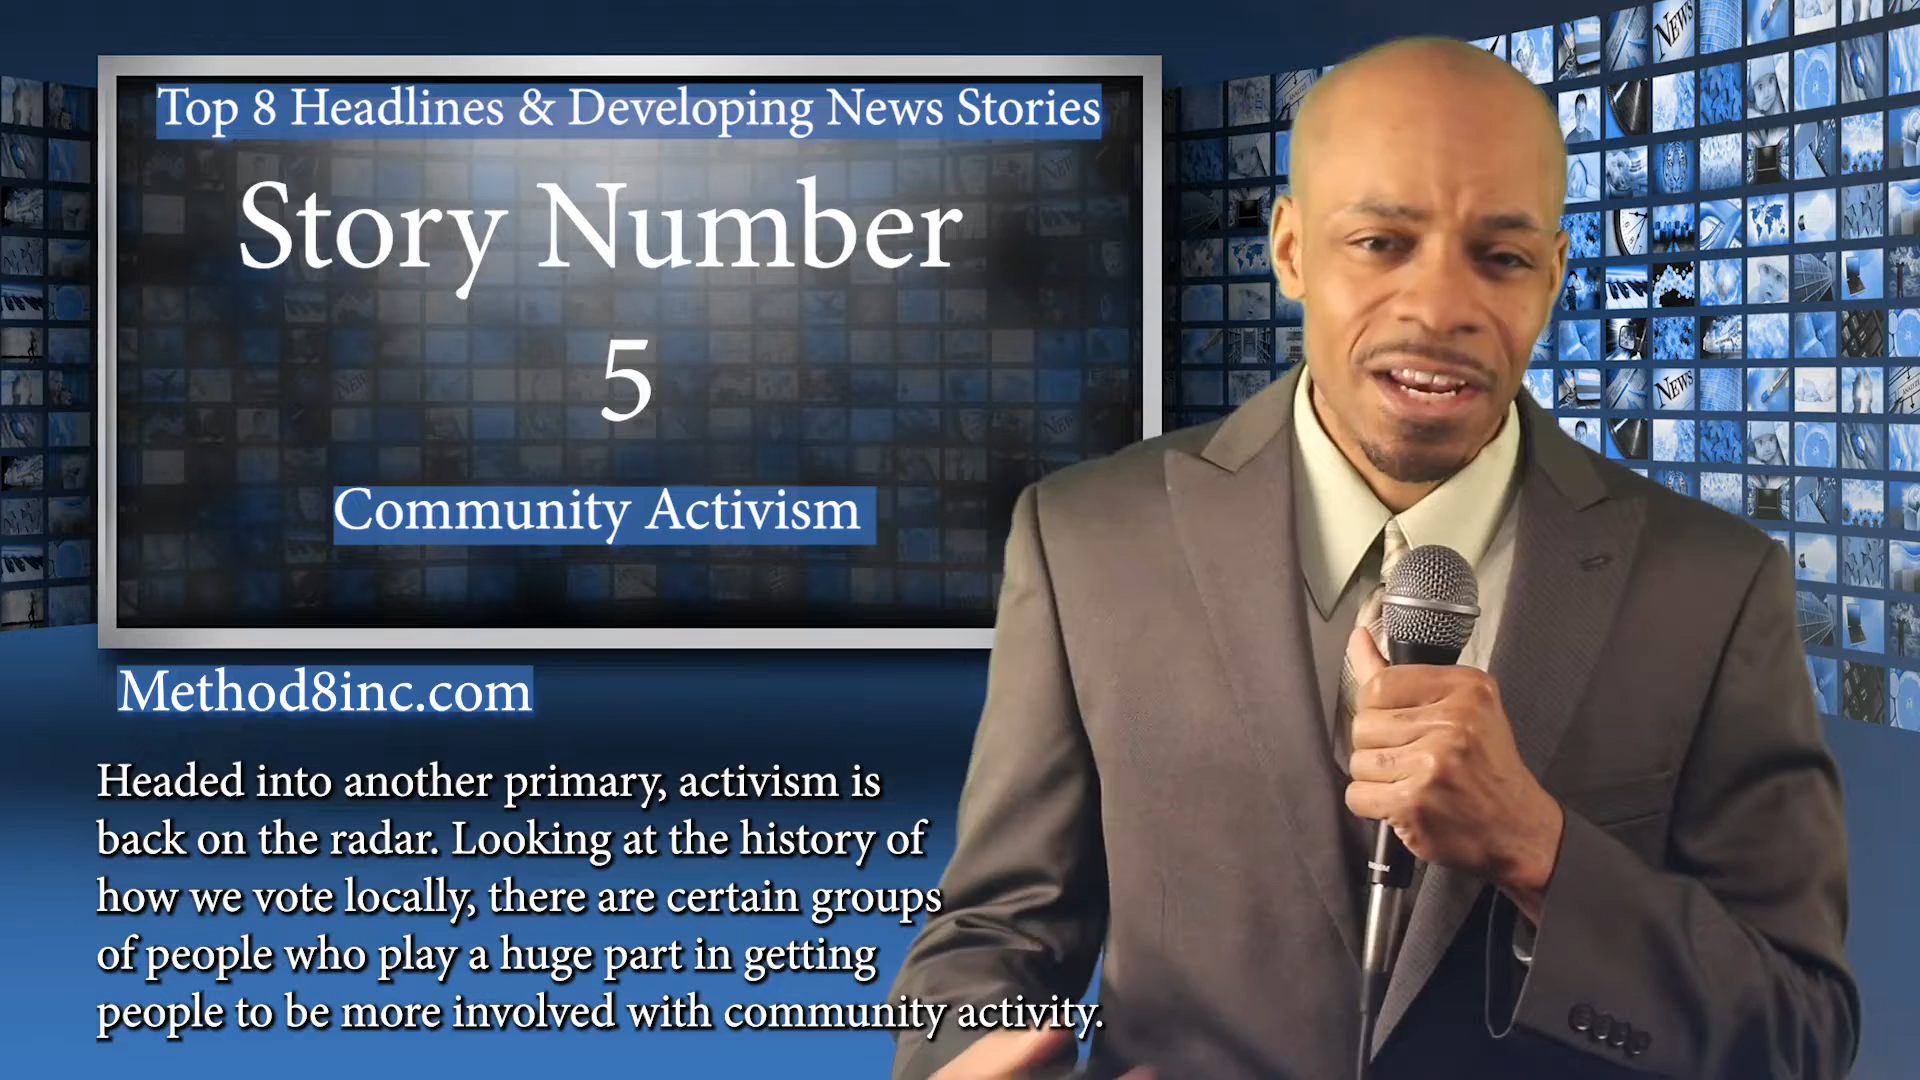 Top 8 Headlines & Developing News Stories
Story Number
5
Community Activism
Method8inc.com
Headed into another primary, activism is
back on the radar. Looking at the history of
how we vote locally, there are certain groups
of people who play a huge part in getting
people to be more involved with community activity.
NEWS
NEWS